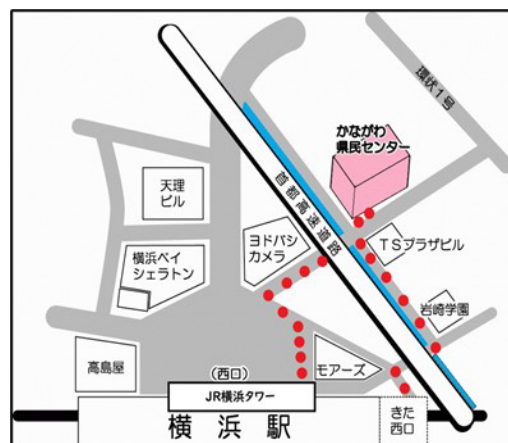 環状1号
かながわ
県民センター
首都高速道路
天理
ビル
ヨドバシ
カメラ
TSプラザビル
横浜ベイ
シェラトン
岩崎学園
高島屋
モアーズ
(西口)
JR横浜タワー
横浜駅
きた
西口